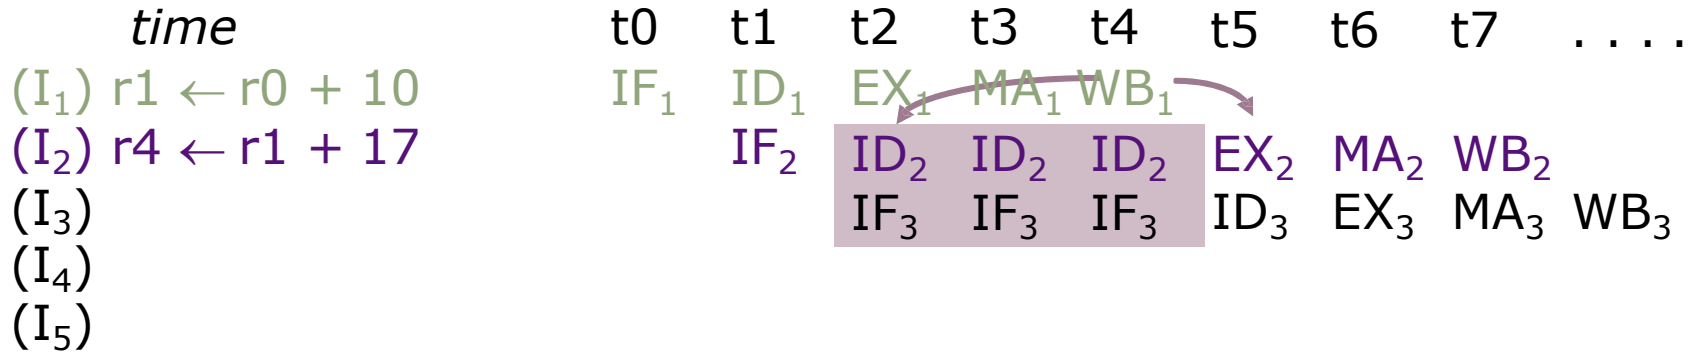 time t0 t1 t2 t3 t4 t5 t6 t7 . . . .
(I₁) r1 ← r0 + 10 IF₁ ID₁ EX₁ MA₁ WB₁
(I₂) r4 ← r1 + 17 IF₂ ID₂ ID₂ ID₂ EX₂ MA₂ WB₂
(I₃) IF₃ IF₃ IF₃ ID₃ EX₃ MA₃ WB₃
(I₄)
(I₅)